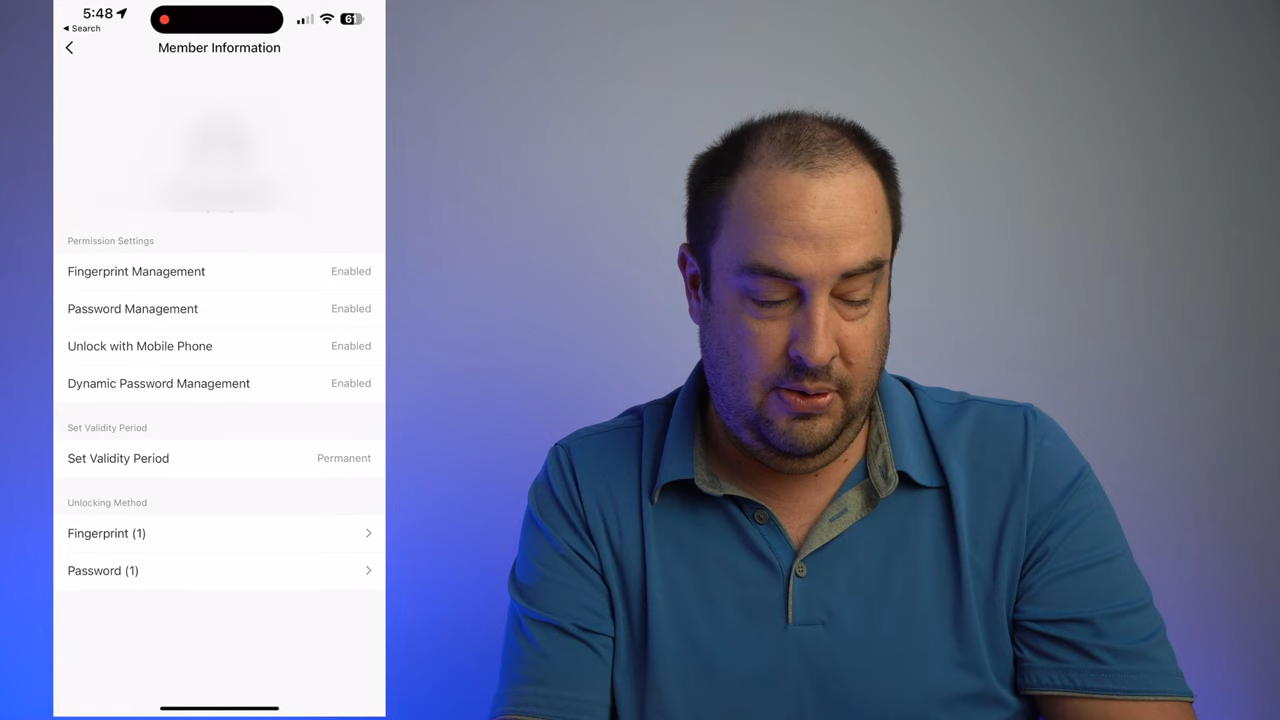 5:48
61
Search
Member Information
Permission Settings
Fingerprint Management Enabled
Password Management Enabled
Unlock with Mobile Phone Enabled
Dynamic Password Management Enabled
Set Validity Period
Set Validity Period Permanent
Unlocking Method
Fingerprint (1)
Password (1)